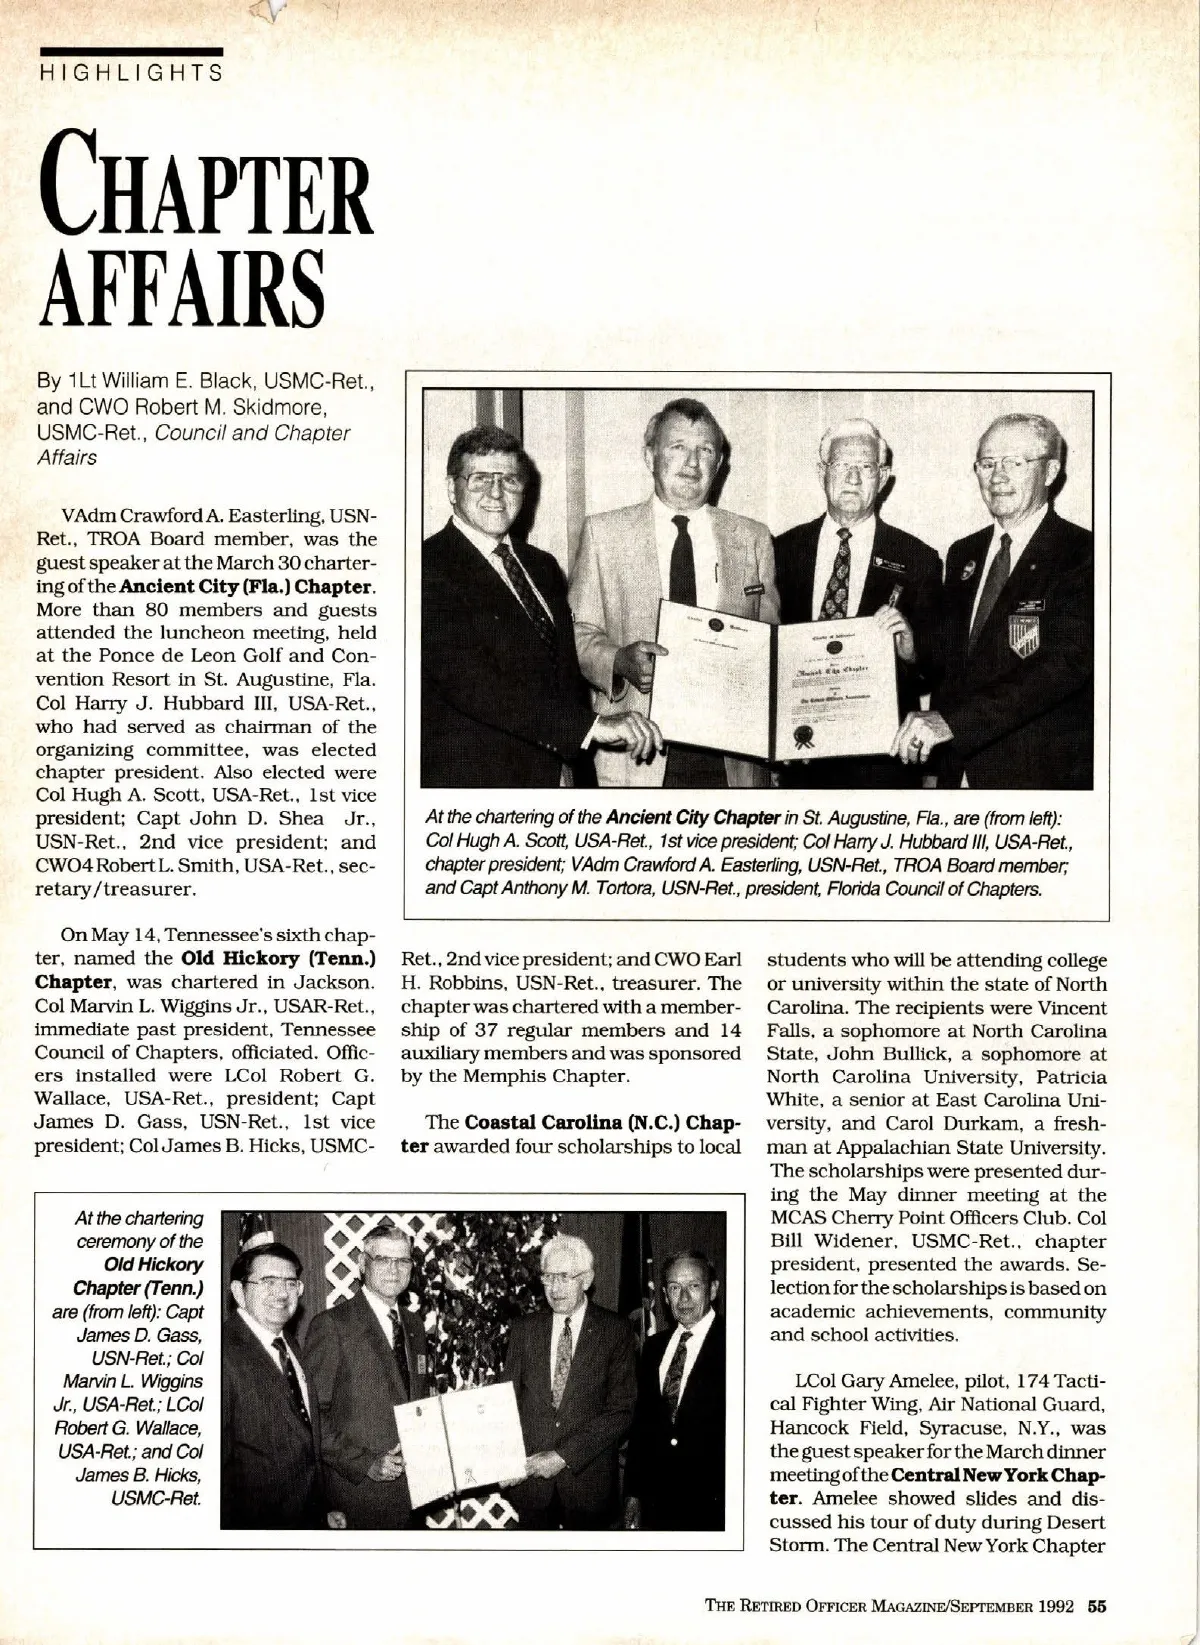 HIGHLIGHTS
CHAPTER
AFFAIRS
By 1Lt William E. Black, USMC-Ret.,
and CWO Robert M. Skidmore,
USMC-Ret., Council and Chapter
Affairs
VAdm Crawford A. Easterling, USN-
Ret., TROA Board member, was the
guest speaker at the March 30 charter-
ing of the Ancient City (Fla.) Chapter.
More than 80 members and guests
attended the luncheon meeting, held
at the Ponce de Leon Golf and Con-
vention Resort in St. Augustine, Fla.
Col Harry J. Hubbard III, USA-Ret.,
who had served as chairman of the
organizing committee, was elected
chapter president. Also elected were
Col Hugh A. Scott, USA-Ret., 1st vice
president; Capt John D. Shea Jr.,
USN-Ret., 2nd vice president; and
CWO4 Robert L. Smith, USA-Ret., sec-
retary/treasurer.
On May 14, Tennessee's sixth chap-
ter, named the Old Hickory (Tenn.)
Chapter, was chartered in Jackson.
Col Marvin L. Wiggins Jr., USAR-Ret.,
immediate past president, Tennessee
Council of Chapters, officiated. Offic-
ers installed were LCol Robert G.
Wallace, USA-Ret., president; Capt
James D. Gass, USN-Ret., 1st vice
president; Col James B. Hicks, USMC-
Ancient City Chapter
At the chartering of the Ancient City Chapter in St. Augustine, Fla., are (from left):
Col Hugh A. Scott, USA-Ret., 1st vice president; Col Harry J. Hubbard III, USA-Ret.,
chapter president; VAdm Crawford A. Easterling, USN-Ret., TROA Board member;
and Capt Anthony M. Tortora, USN-Ret., president, Florida Council of Chapters.
Ret., 2nd vice president; and CWO Earl
H. Robbins, USN-Ret., treasurer. The
chapter was chartered with a member-
ship of 37 regular members and 14
auxiliary members and was sponsored
by the Memphis Chapter.
The Coastal Carolina (N.C.) Chap-
ter awarded four scholarships to local
students who will be attending college
or university within the state of North
Carolina. The recipients were Vincent
Falls, a sophomore at North Carolina
State, John Bullick, a sophomore at
North Carolina University, Patricia
White, a senior at East Carolina Uni-
versity, and Carol Durkam, a fresh-
man at Appalachian State University.
The scholarships were presented dur-
ing the May dinner meeting at the
MCAS Cherry Point Officers Club. Col
Bill Widener, USMC-Ret., chapter
president, presented the awards. Se-
lection for the scholarships is based on
academic achievements, community
and school activities.
LCol Gary Amelee, pilot, 174 Tacti-
cal Fighter Wing, Air National Guard,
Hancock Field, Syracuse, N.Y., was
the guest speaker for the March dinner
meeting of the Central New York Chap-
ter. Amelee showed slides and dis-
cussed his tour of duty during Desert
Storm. The Central New York Chapter
At the chartering
ceremony of the
Old Hickory
Chapter (Tenn.)
are (from left): Capt
James D. Gass,
USN-Ret.; Col
Marvin L. Wiggins
Jr., USA-Ret.; LCol
Robert G. Wallace,
USA-Ret.; and Col
James B. Hicks,
USMC-Ret.
THE RETIRED OFFICER MAGAZINE/SEPTEMBER 1992 55